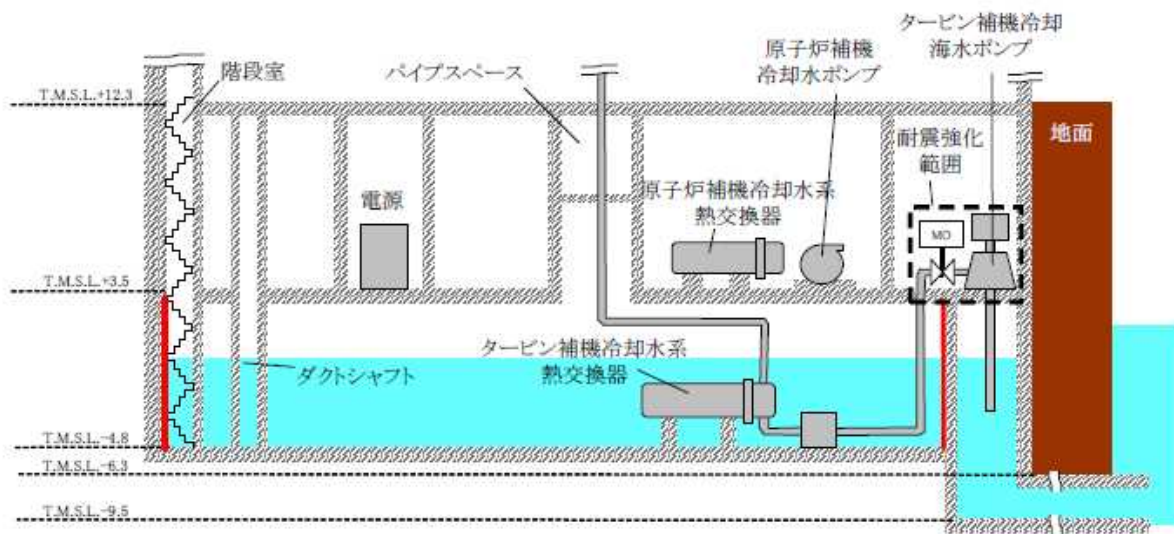 タービン補機冷却
海水ポンプ
原子炉補機
冷却水ポンプ
階段室
パイプスペース
T.M.S.L.+12.3
地面
耐震強化
範囲
原子炉補機冷却水系
熱交換器
電源
MO
T.M.S.L.+3.5
タービン補機冷却水系
熱交換器
ダクトシャフト
T.M.S.L.-4.8
T.M.S.L.-6.3
T.M.S.L.-9.5